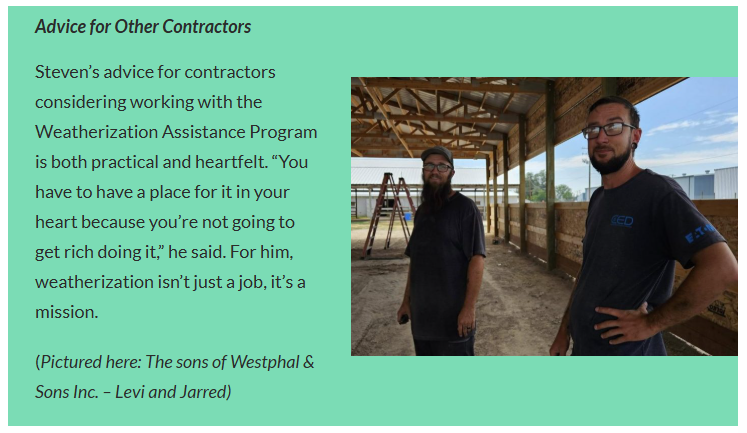 Advice for Other Contractors
Steven’s advice for contractors
considering working with the
Weatherization Assistance Program
is both practical and heartfelt. “You
have to have a place for it in your
heart because you’re not going to
get rich doing it,” he said. For him,
weatherization isn’t just a job, it’s a
mission.
(Pictured here: The sons of Westphal &
Sons Inc. – Levi and Jarred)